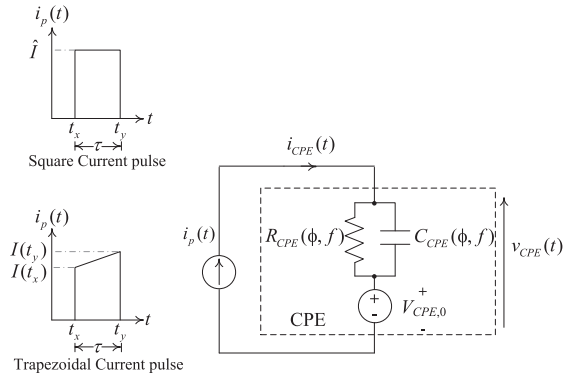 i_p(t)
Î
t_x
t_y
t
τ
Square Current pulse
i_p(t)
I(t_y)
I(t_x)
t_x
t_y
t
τ
Trapezoidal Current pulse
i_CPE(t)
i_p(t)
R_CPE(ϕ, f)
C_CPE(ϕ, f)
v_CPE(t)
+
-
V_CPE,0
+
-
CPE